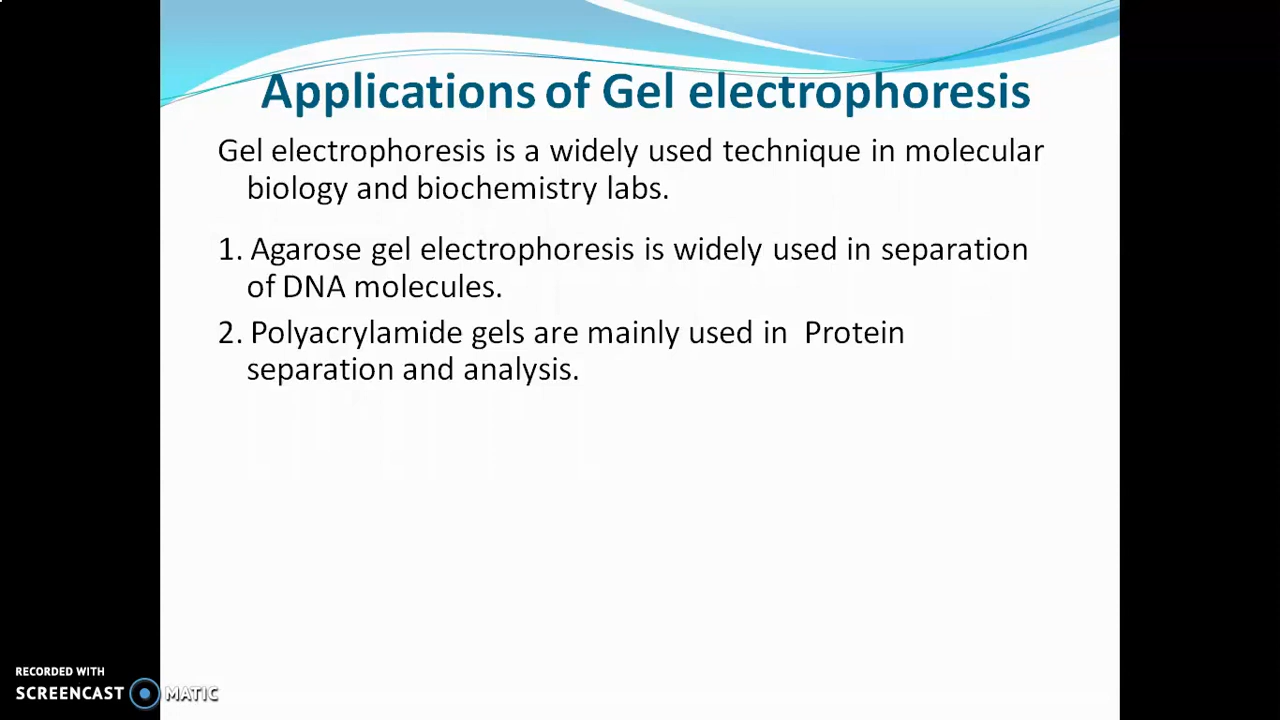 Applications of Gel electrophoresis
Gel electrophoresis is a widely used technique in molecular
biology and biochemistry labs.
1. Agarose gel electrophoresis is widely used in separation
of DNA molecules.
2. Polyacrylamide gels are mainly used in  Protein
separation and analysis.
RECORDED WITH
SCREENCAST MATIC